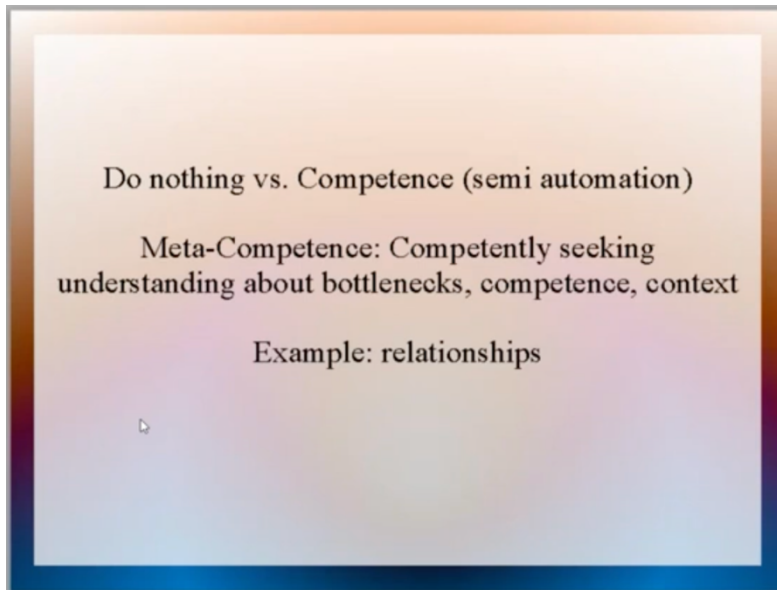 Do nothing vs. Competence (semi automation)
Meta-Competence: Competently seeking
understanding about bottlenecks, competence, context
Example: relationships